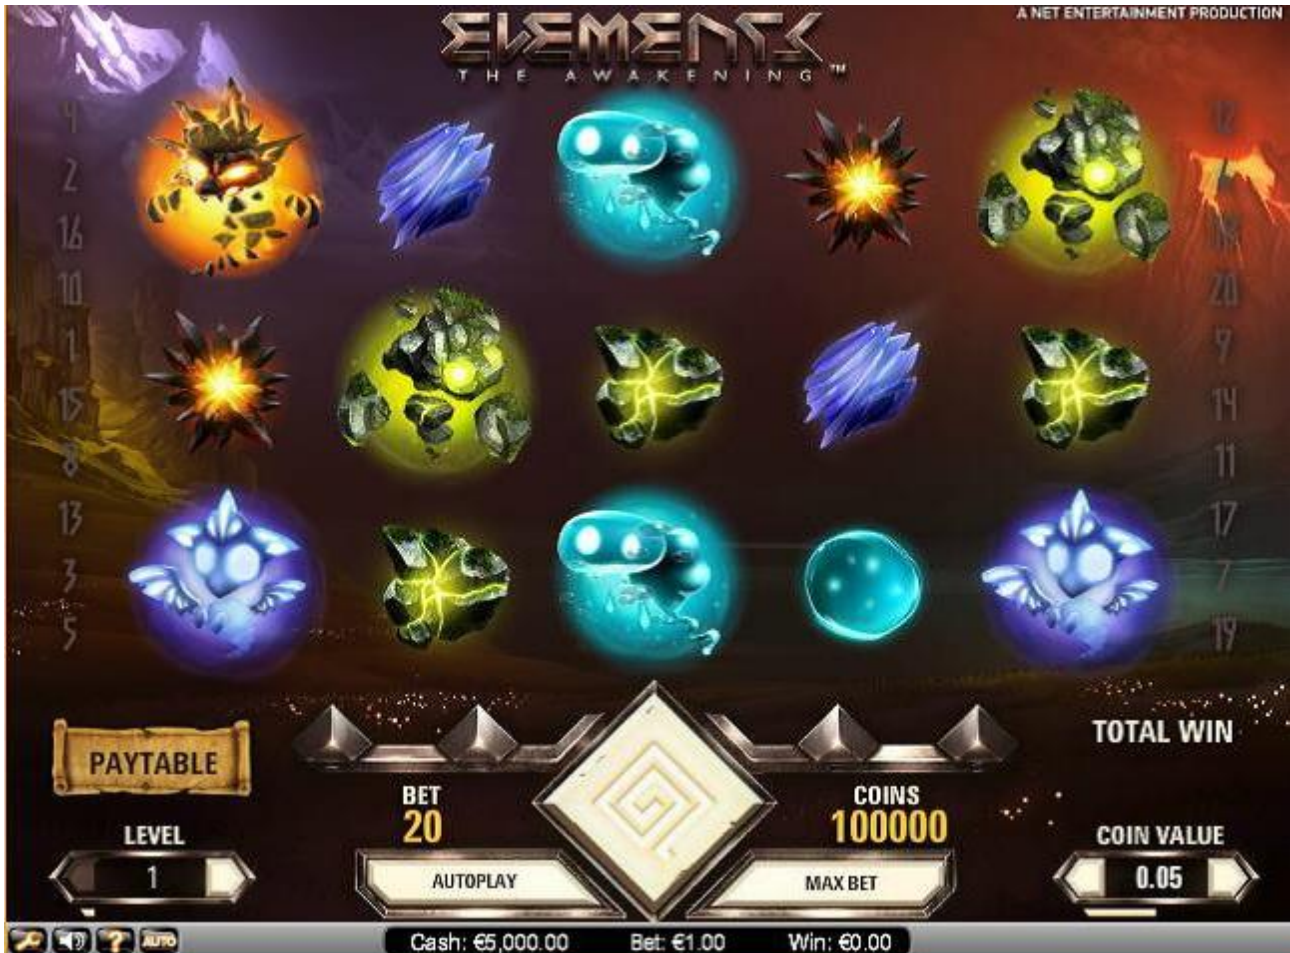 A NET ENTERTAINMENT PRODUCTION
ELEMENTS
THE AWAKENING™
4
2
16
10
1
15
8
13
3
5
12
20
9
14
11
17
7
19
PAYTABLE
LEVEL
1
BET
20
AUTOPLAY
COINS
100000
MAX BET
TOTAL WIN
COIN VALUE
0.05
AUTO
Cash: €5,000.00 Bet: €1.00 Win: €0.00